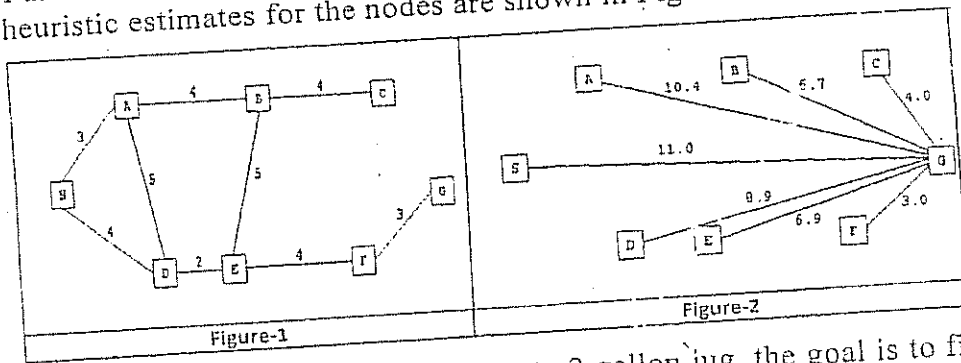 heuristic estimates for the nodes are shown in
A 4 B 4 C
3 5 5
S G
4 3
D 2 E 4 F
A B C
10.4 6.7 4.0
S 11.0 G
8.9 6.9 3.0
D E F
Figure-1 Figure-2
gallon jug, the goal is to